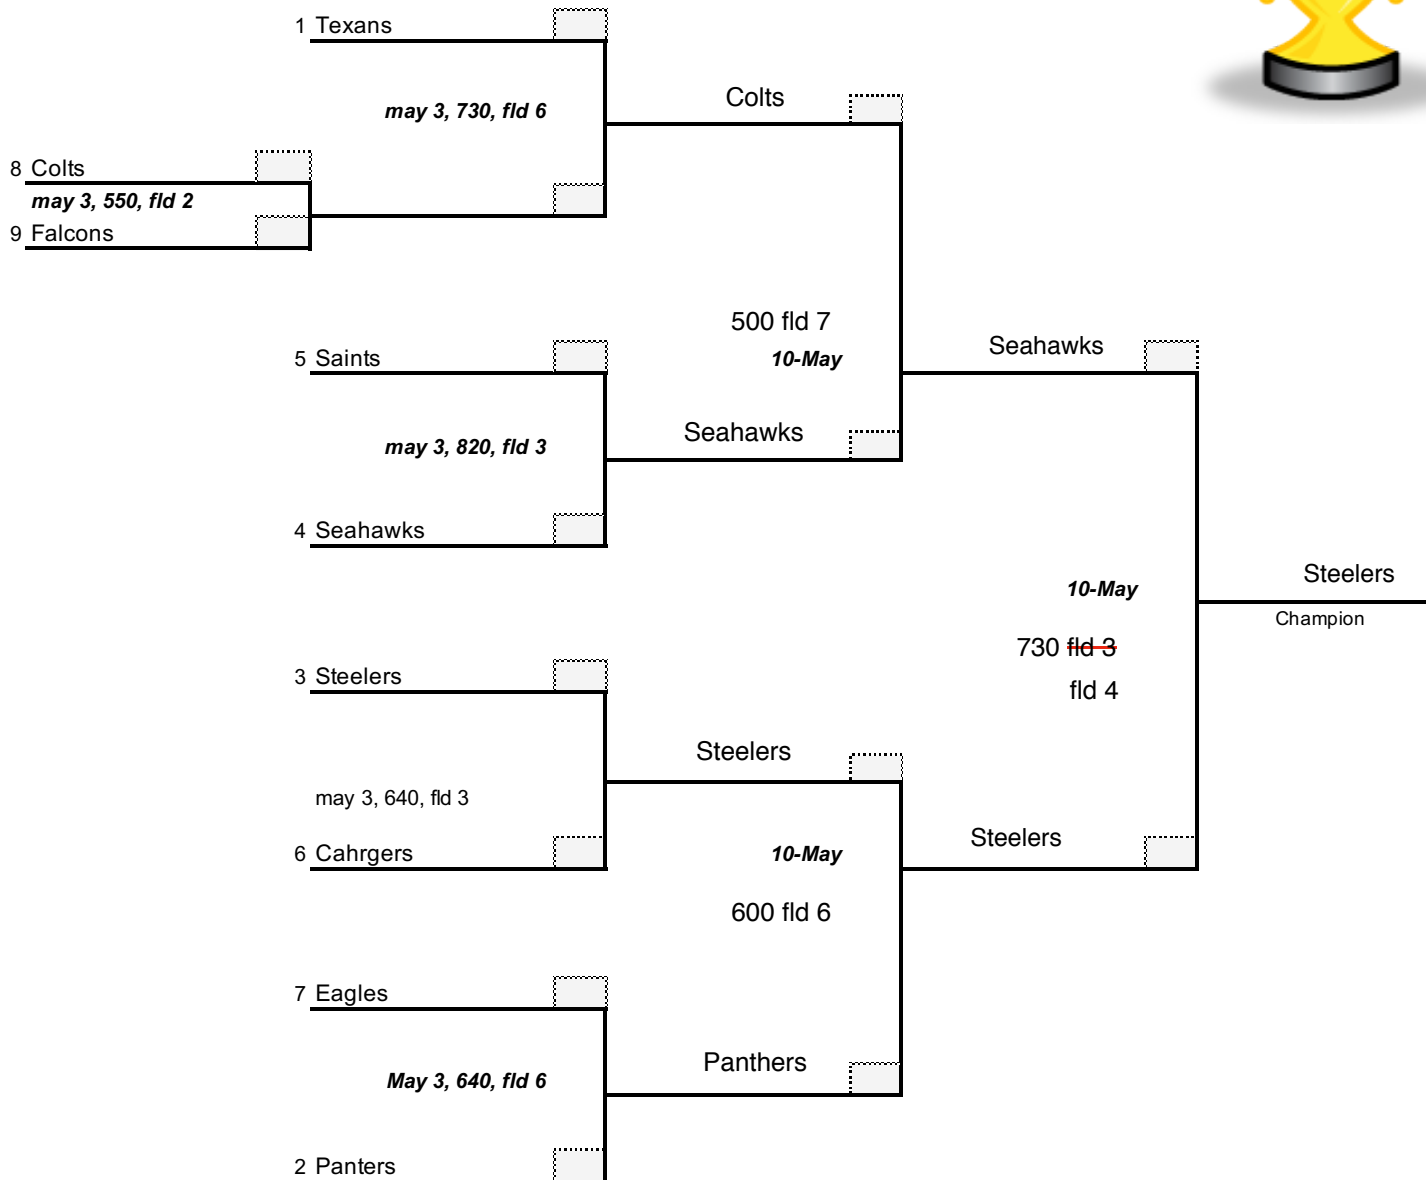 1 Texans
may 3, 730, fld 6
Colts
8 Colts
may 3, 550, fld 2
9 Falcons
500 fld 7
10-May
5 Saints
Seahawks
may 3, 820, fld 3
Seahawks
4 Seahawks
10-May
Steelers
Champion
730 fld 3
fld 4
3 Steelers
Steelers
may 3, 640, fld 3
6 Cahrgers
10-May
Steelers
600 fld 6
7 Eagles
Panthers
May 3, 640, fld 6
2 Panters